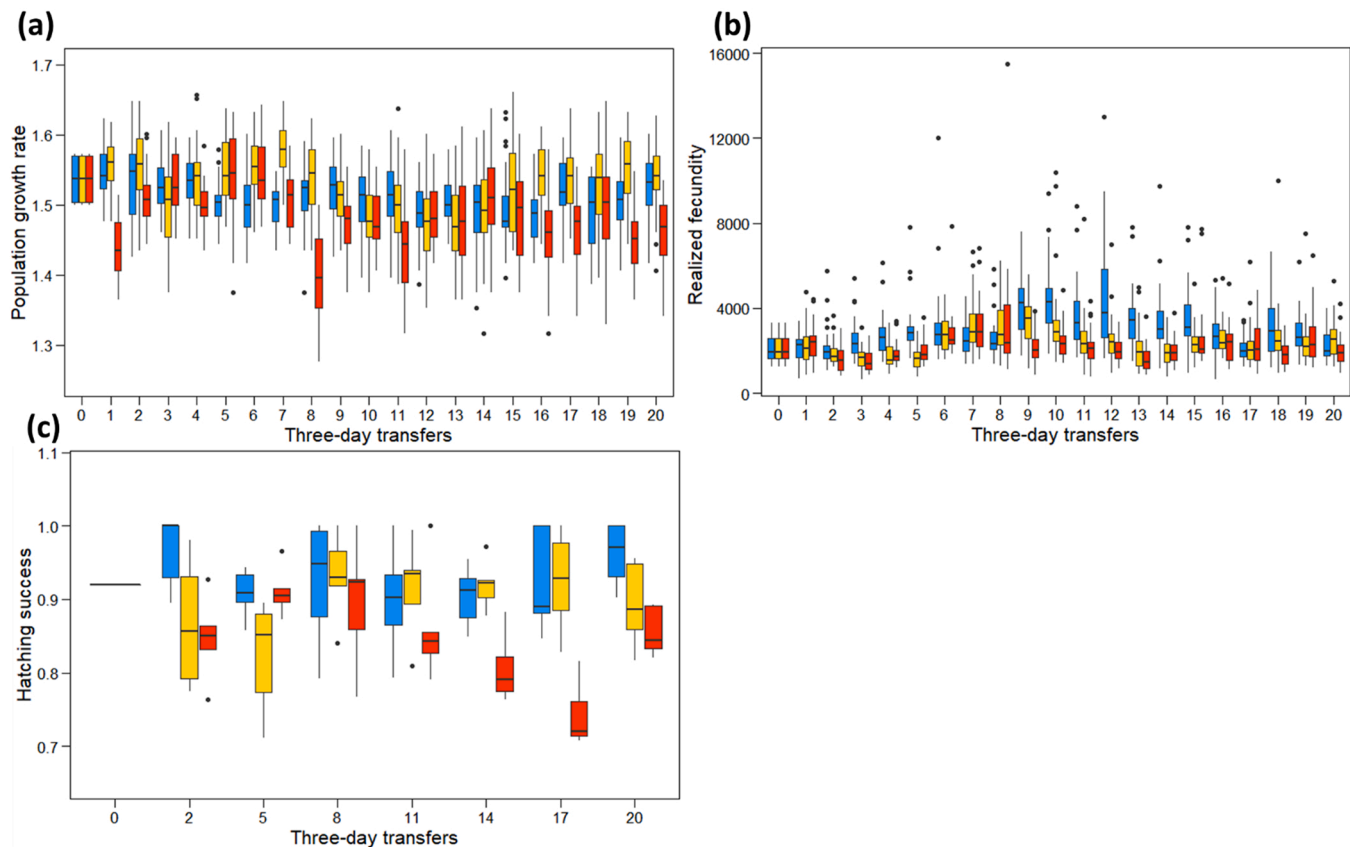 (a)
Population growth rate
1.7
1.6
1.5
1.4
1.3
0 1 2 3 4 5 6 7 8 9 10 11 12 13 14 15 16 17 18 19 20
Three-day transfers
(b)
Realized fecundity
16000
12000
8000
4000
0
0 1 2 3 4 5 6 7 8 9 10 11 12 13 14 15 16 17 18 19 20
Three-day transfers
(c)
Hatching success
1.1
1.0
0.9
0.8
0.7
0 2 5 8 11 14 17 20
Three-day transfers